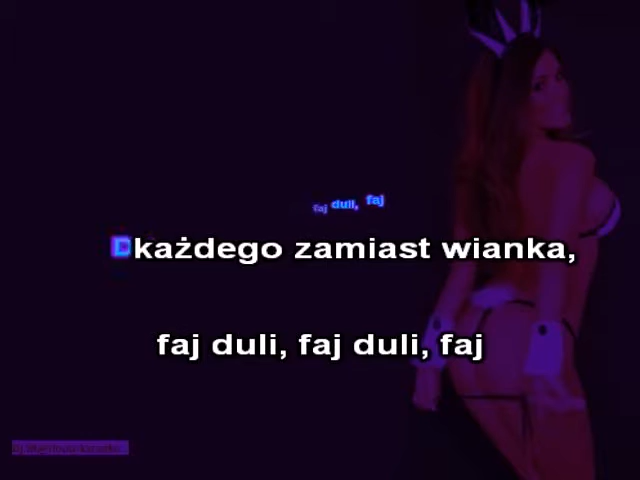 faj duli, faj
Dkażdego zamiast wianka,
faj duli, faj duli, faj